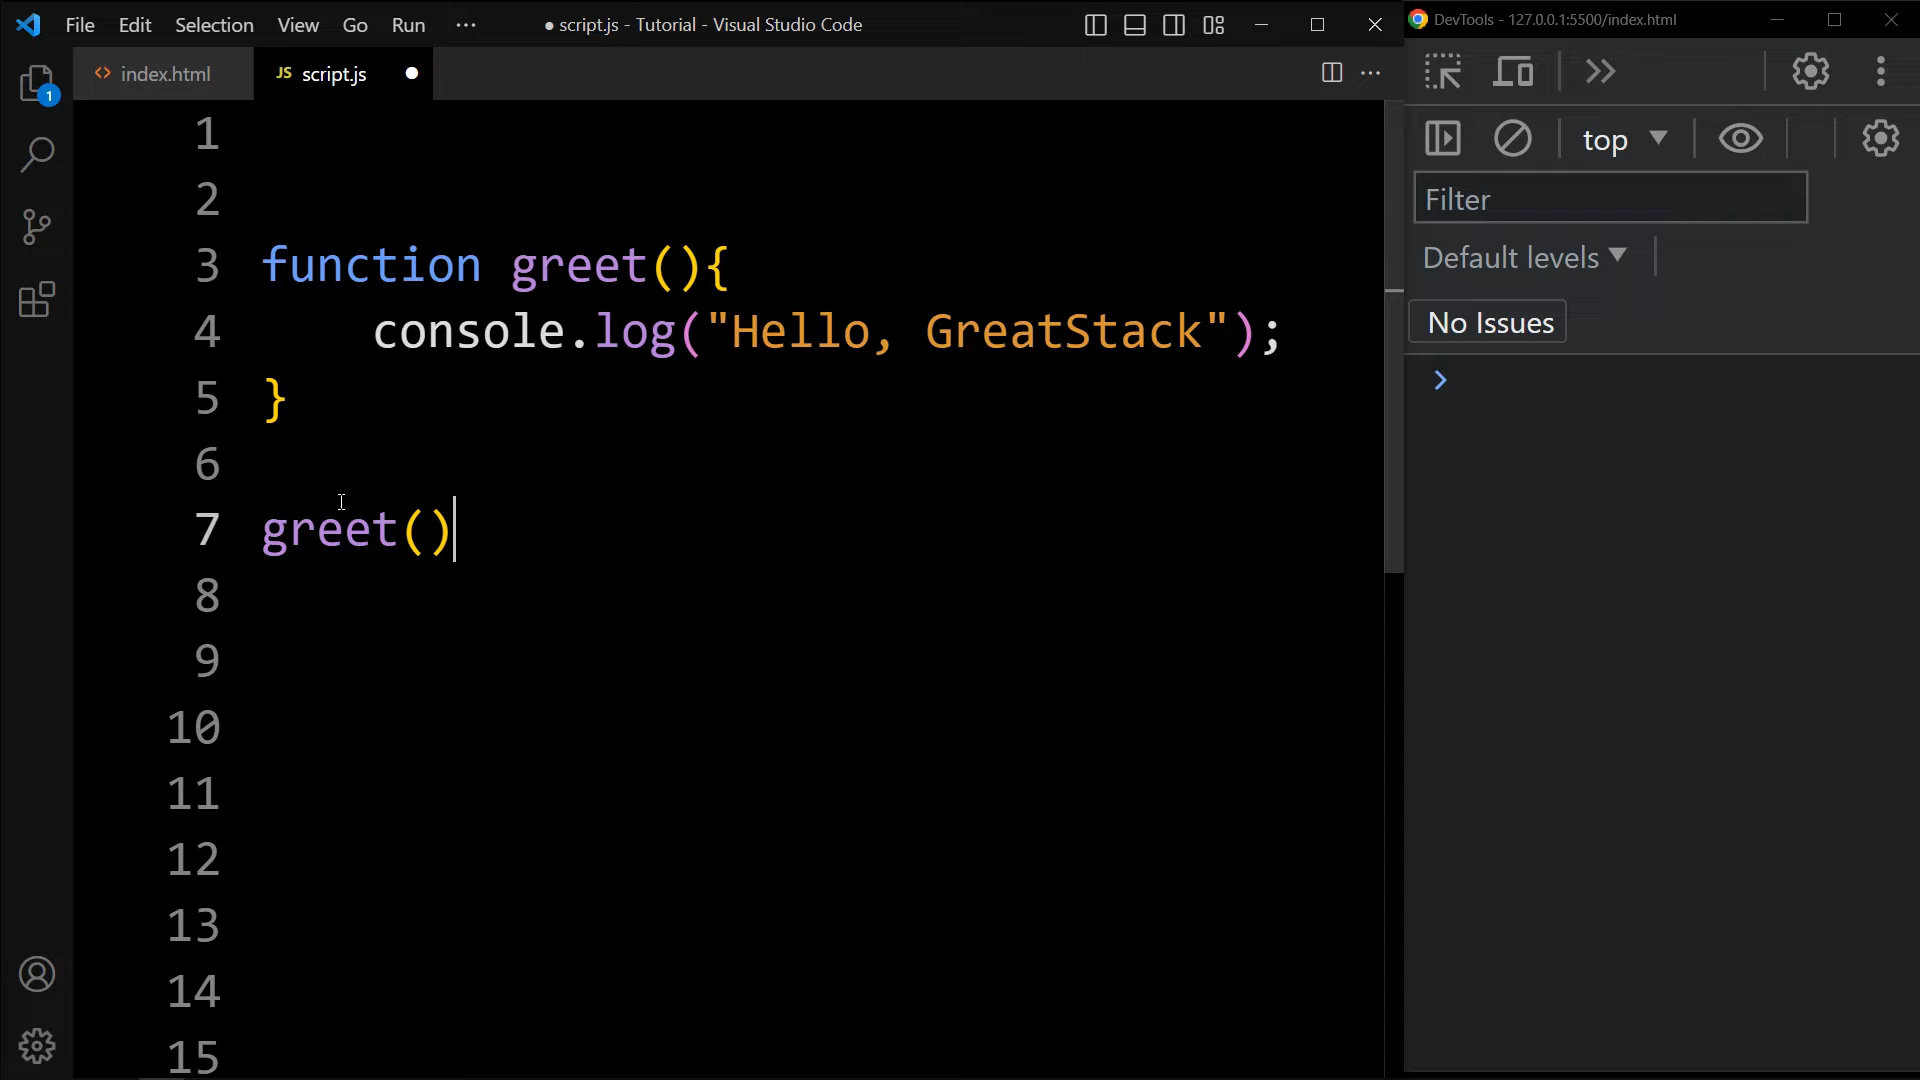 File Edit Selection View Go Run ··· ● script.js - Tutorial - Visual Studio Code
DevTools - 127.0.0.1:5500/index.html
<> index.html JS script.js ●
1
1
2
3 function greet(){
4 console.log("Hello, GreatStack");
5 }
6
7 greet()
8
9
10
11
12
13
14
15
top
Filter
Default levels
No Issues